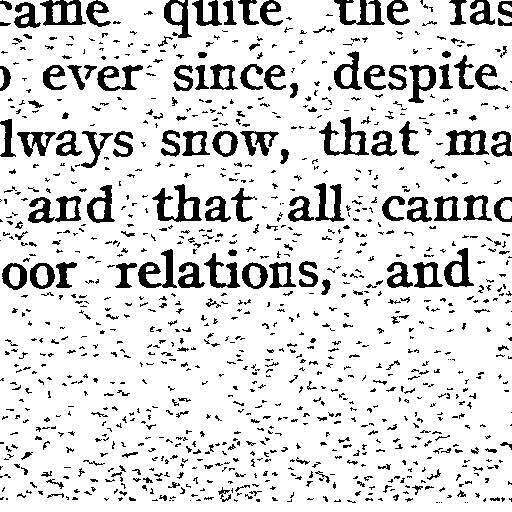 came quite the fas
o ever since, despite
lways snow, that ma
and that all canno
oor relations, and